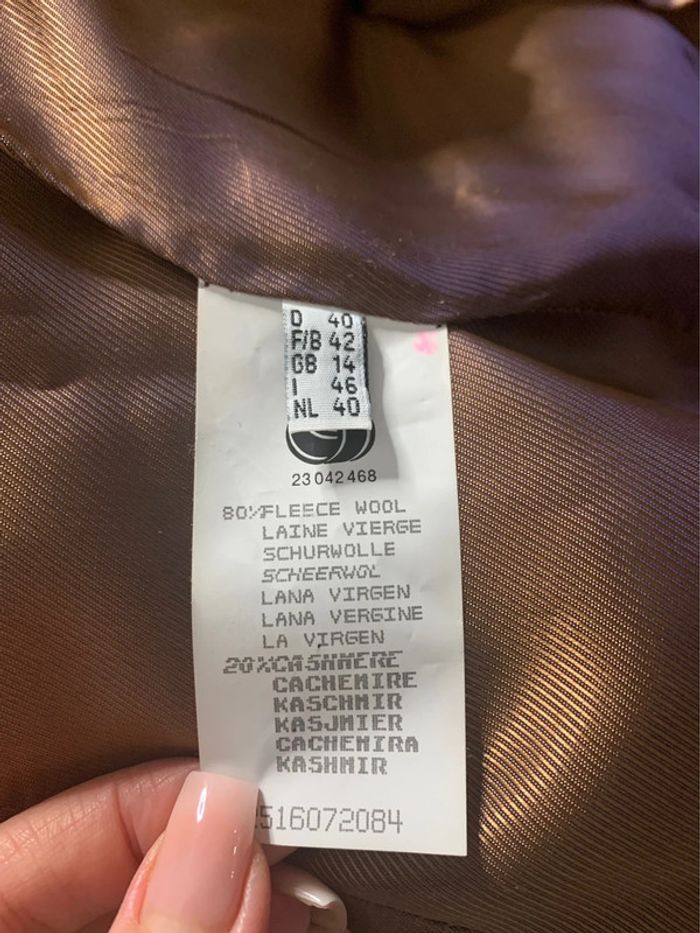 D 40
F/B 42
GB 14
I 46
NL 40
23 042 468
80%FLEECE WOOL
LAINE VIERGE
SCHURWOLLE
SCHEERWOL
LANA VIRGEN
LANA VERGINE
LA VIRGEN
20%CASHMERE
CACHEMIRE
KASCHMIR
KASJMIER
CACHEMIRA
KASHMIR
516072084